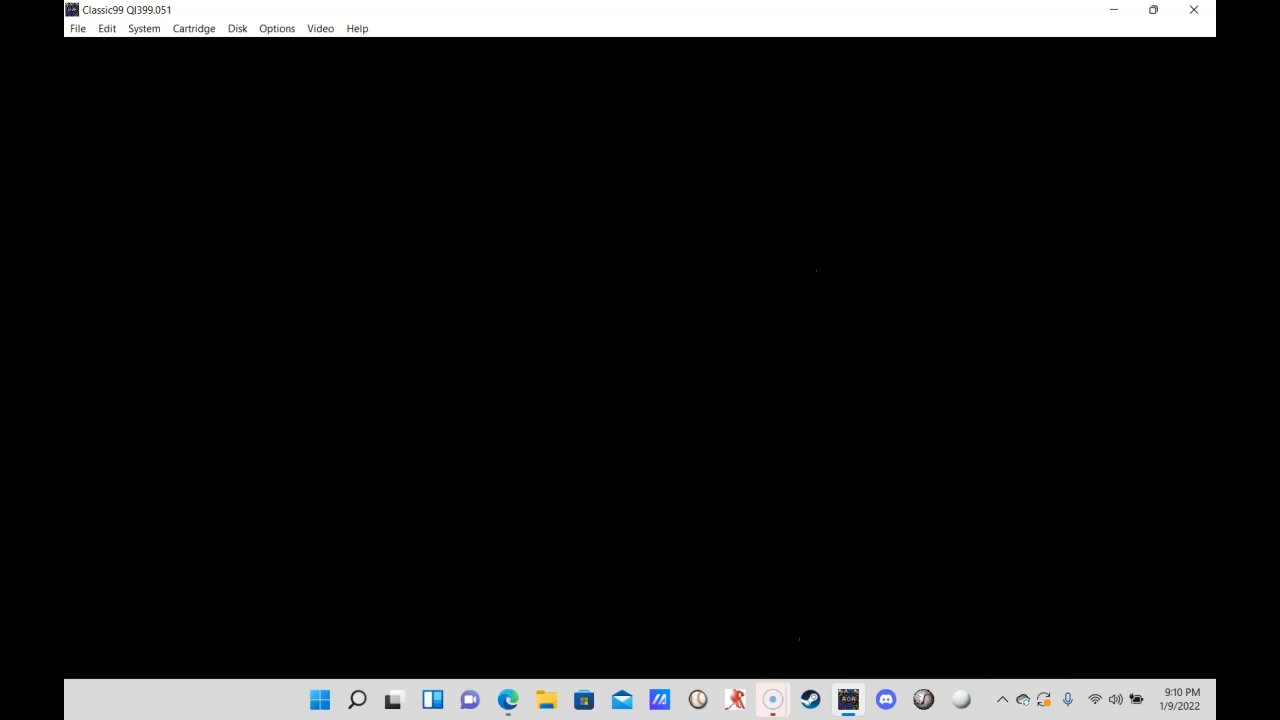 Classic99 QI399.051
File Edit System Cartridge Disk Options Video Help
9:10 PM
1/9/2022